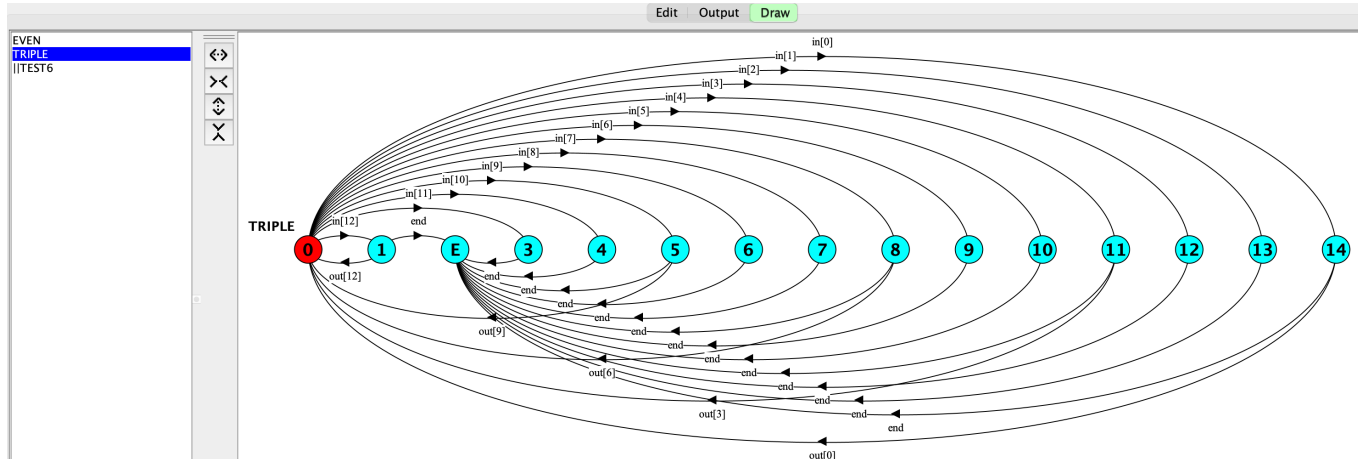 Edit Output Draw
EVEN
TRIPLE
||TEST6
in[0]
in[1]
in[2]
in[3]
in[4]
in[5]
in[6]
in[7]
in[8]
in[9]
in[10]
in[11]
in[12] end
TRIPLE
0 1 E 3 4 5 6 7 8 9 10 11 12 13 14
out[12] end
end
end
end
out[9] end
end
end
out[6] end
end
end
out[3] end
end
out[0]